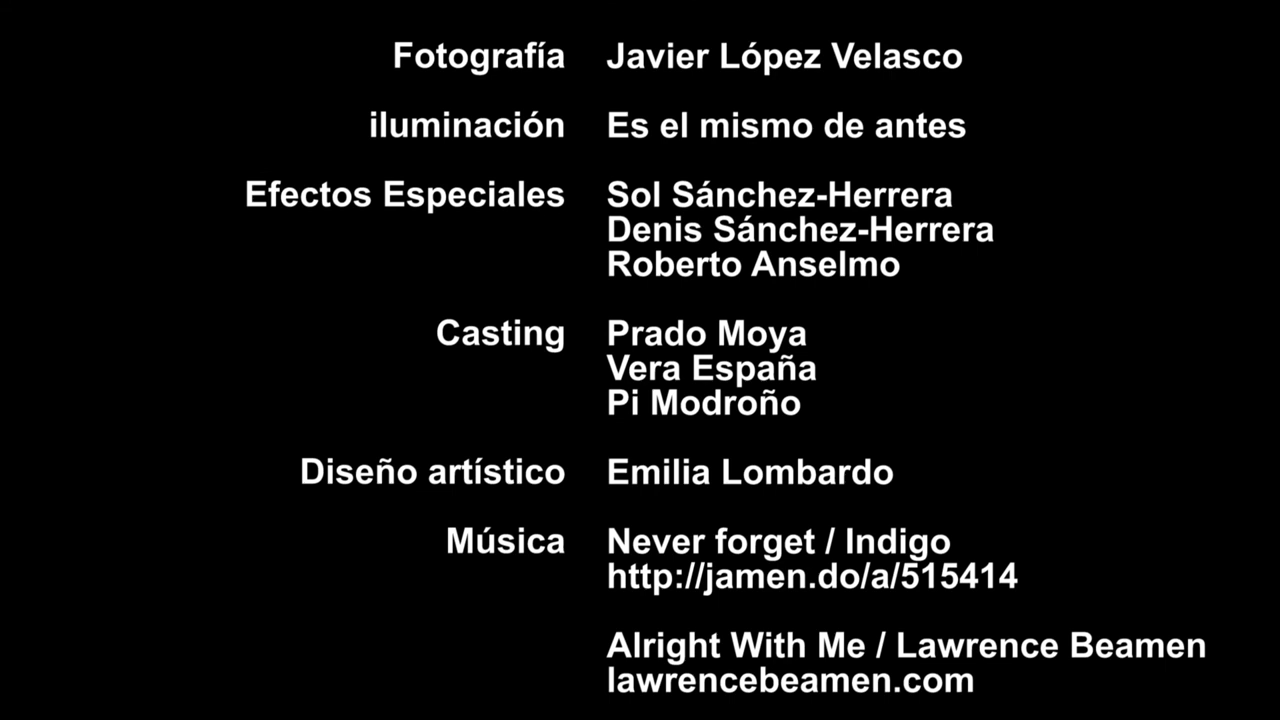 Fotografía Javier López Velasco
iluminación Es el mismo de antes
Efectos Especiales Sol Sánchez-Herrera
Denis Sánchez-Herrera
Roberto Anselmo
Casting Prado Moya
Vera España
Pi Modroño
Diseño artístico Emilia Lombardo
Música Never forget / Indigo
http://jamen.do/a/515414
Alright With Me / Lawrence Beamen
lawrencebeamen.com